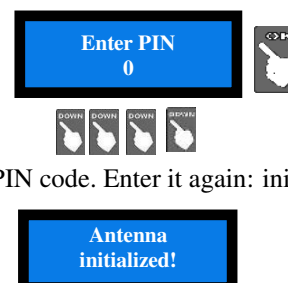 Enter PIN
0
DOWN DOWN DOWN
PIN code. Enter it again: ini
Antenna
initialized!